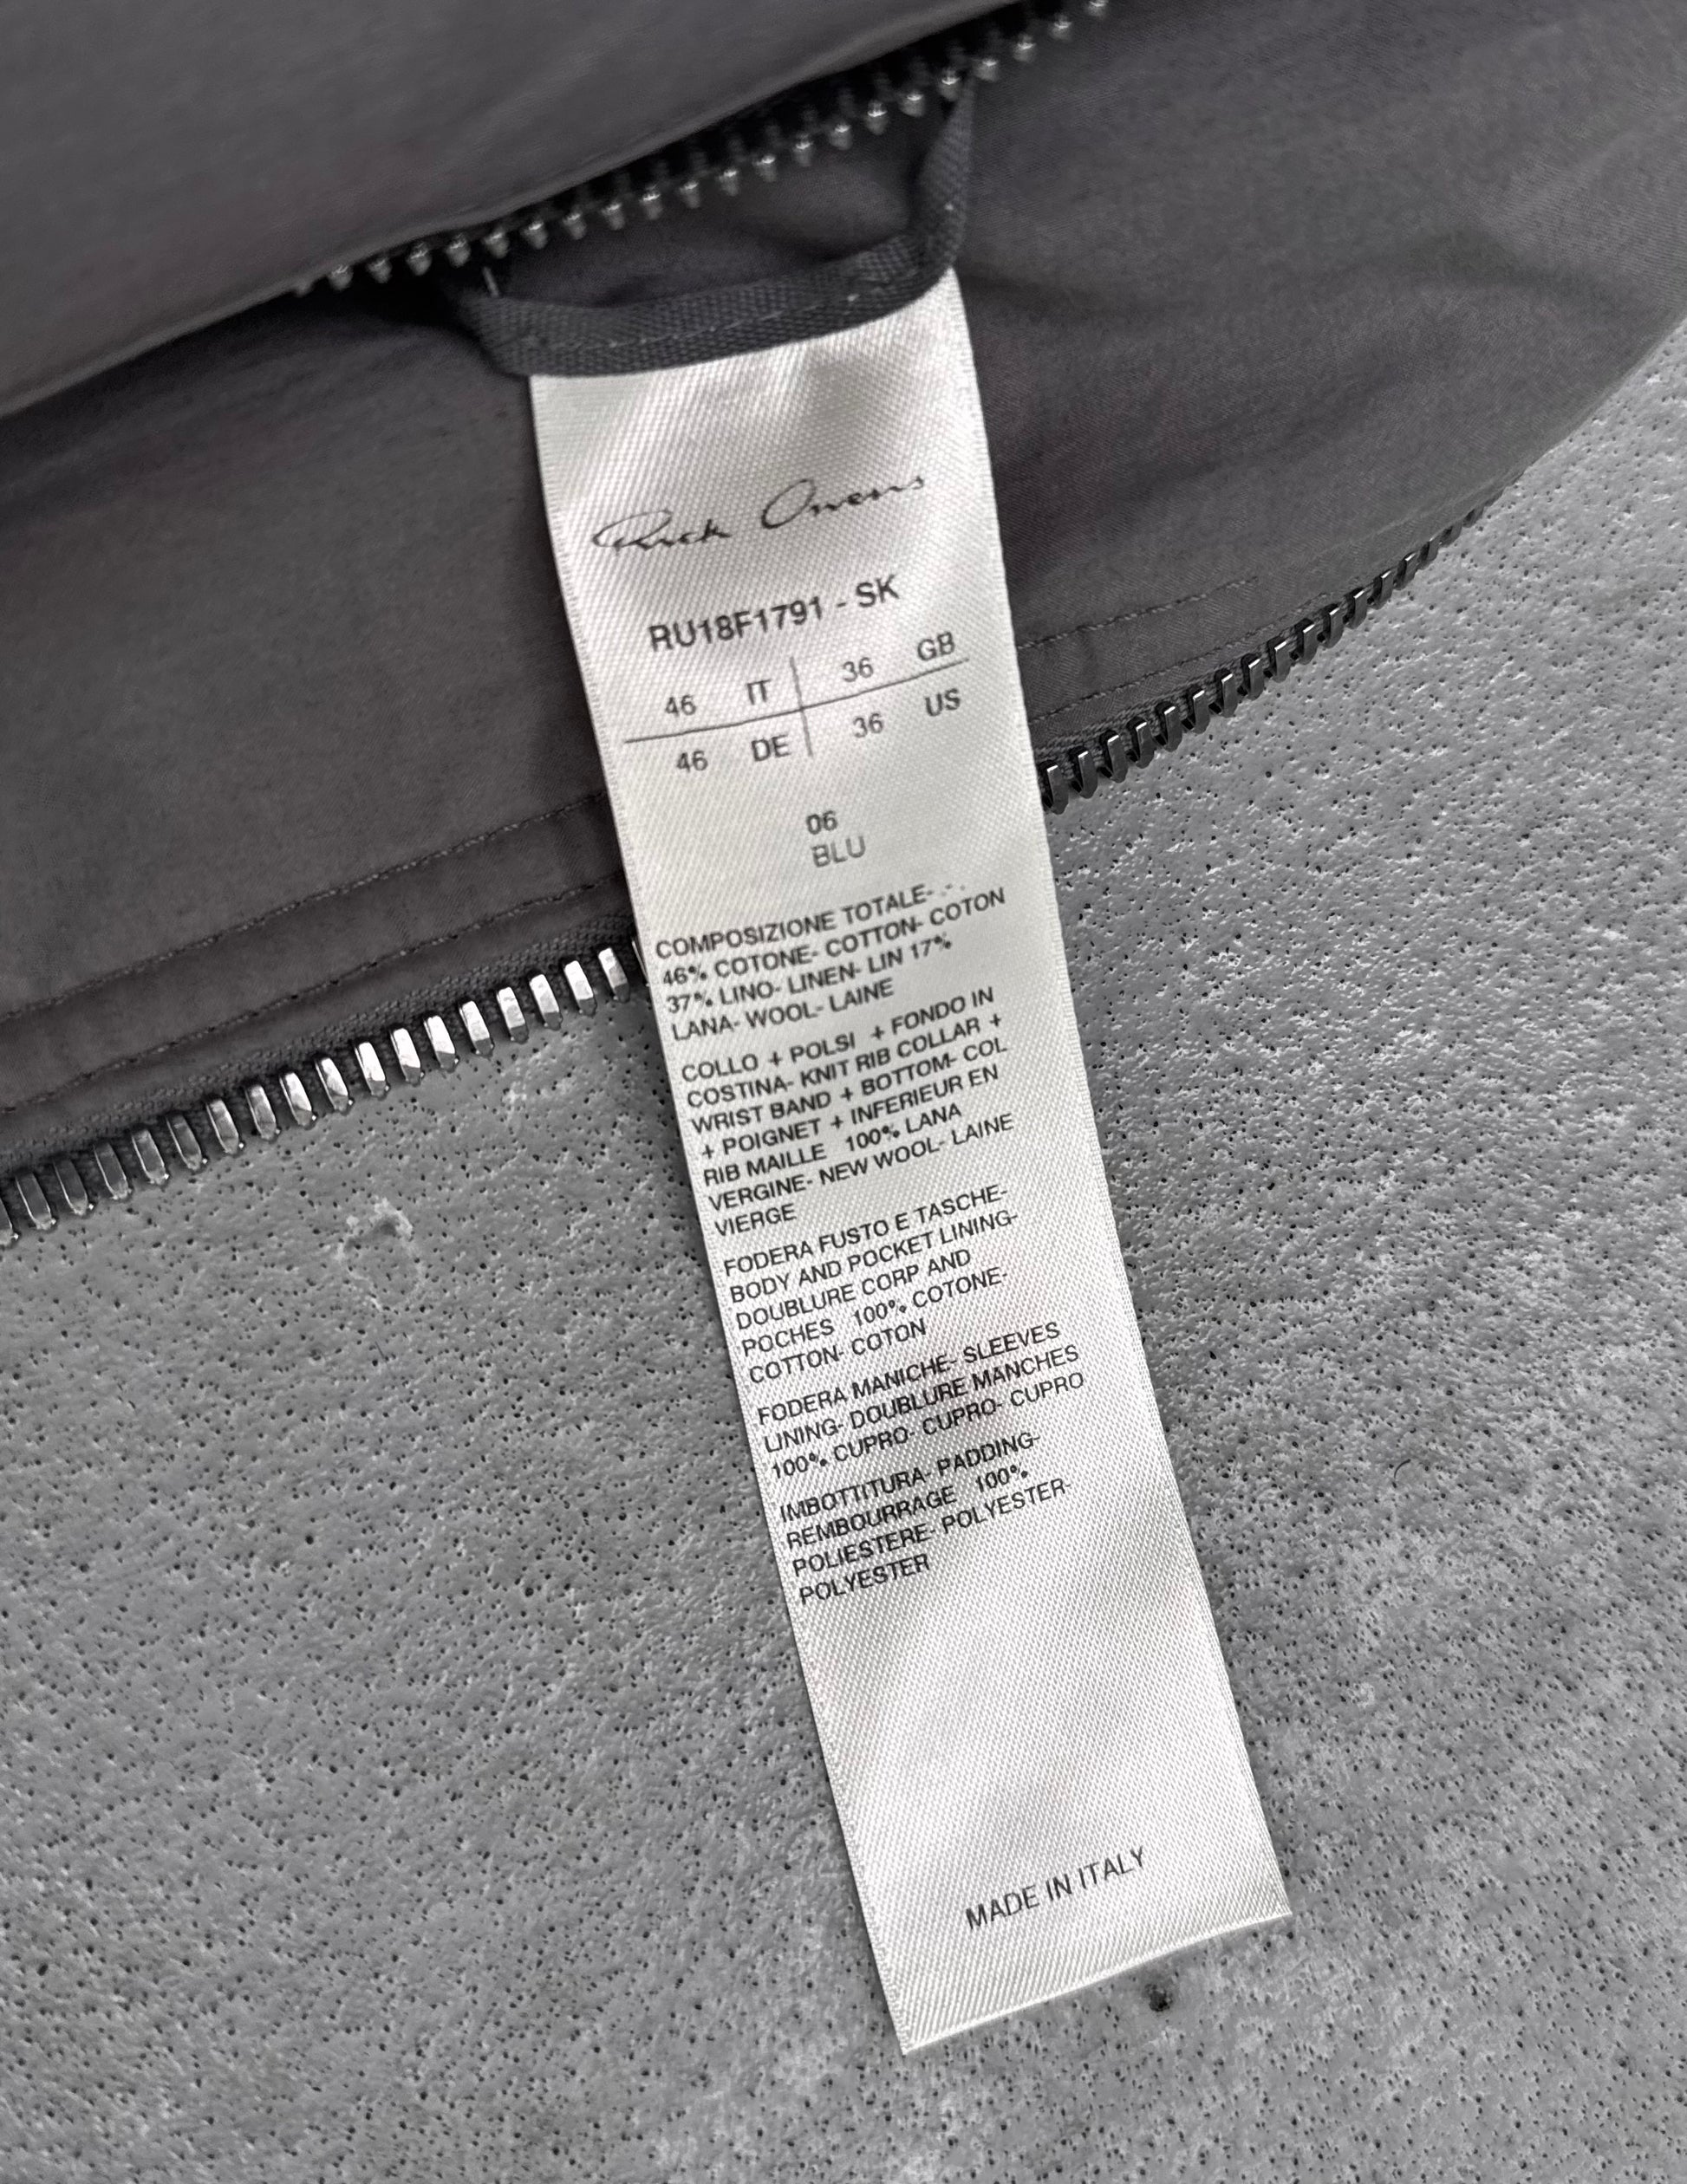 Rick Owens
RU18F1791 - SK
46 IT 36 GB
46 DE 36 US
06
BLU
COMPOSIZIONE TOTALE- - -
46% COTONE- COTTON- COTON
37% LINO- LINEN- LIN 17%
LANA- WOOL- LAINE
COLLO + POLSI + FONDO IN
COSTINA- KNIT RIB COLLAR +
WRIST BAND + BOTTOM- COL
+ POIGNET + INFERIEUR EN
RIB MAILLE 100% LANA
VERGINE- NEW WOOL- LAINE
VIERGE
FODERA FUSTO E TASCHE-
BODY AND POCKET LINING-
DOUBLURE CORP AND
POCHES 100% COTONE-
COTTON- COTON
FODERA MANICHE- SLEEVES
LINING- DOUBLURE MANCHES
100% CUPRO- CUPRO- CUPRO
IMBOTTITURA- PADDING-
REMBOURRAGE 100%
POLIESTERE- POLYESTER-
POLYESTER
MADE IN ITALY